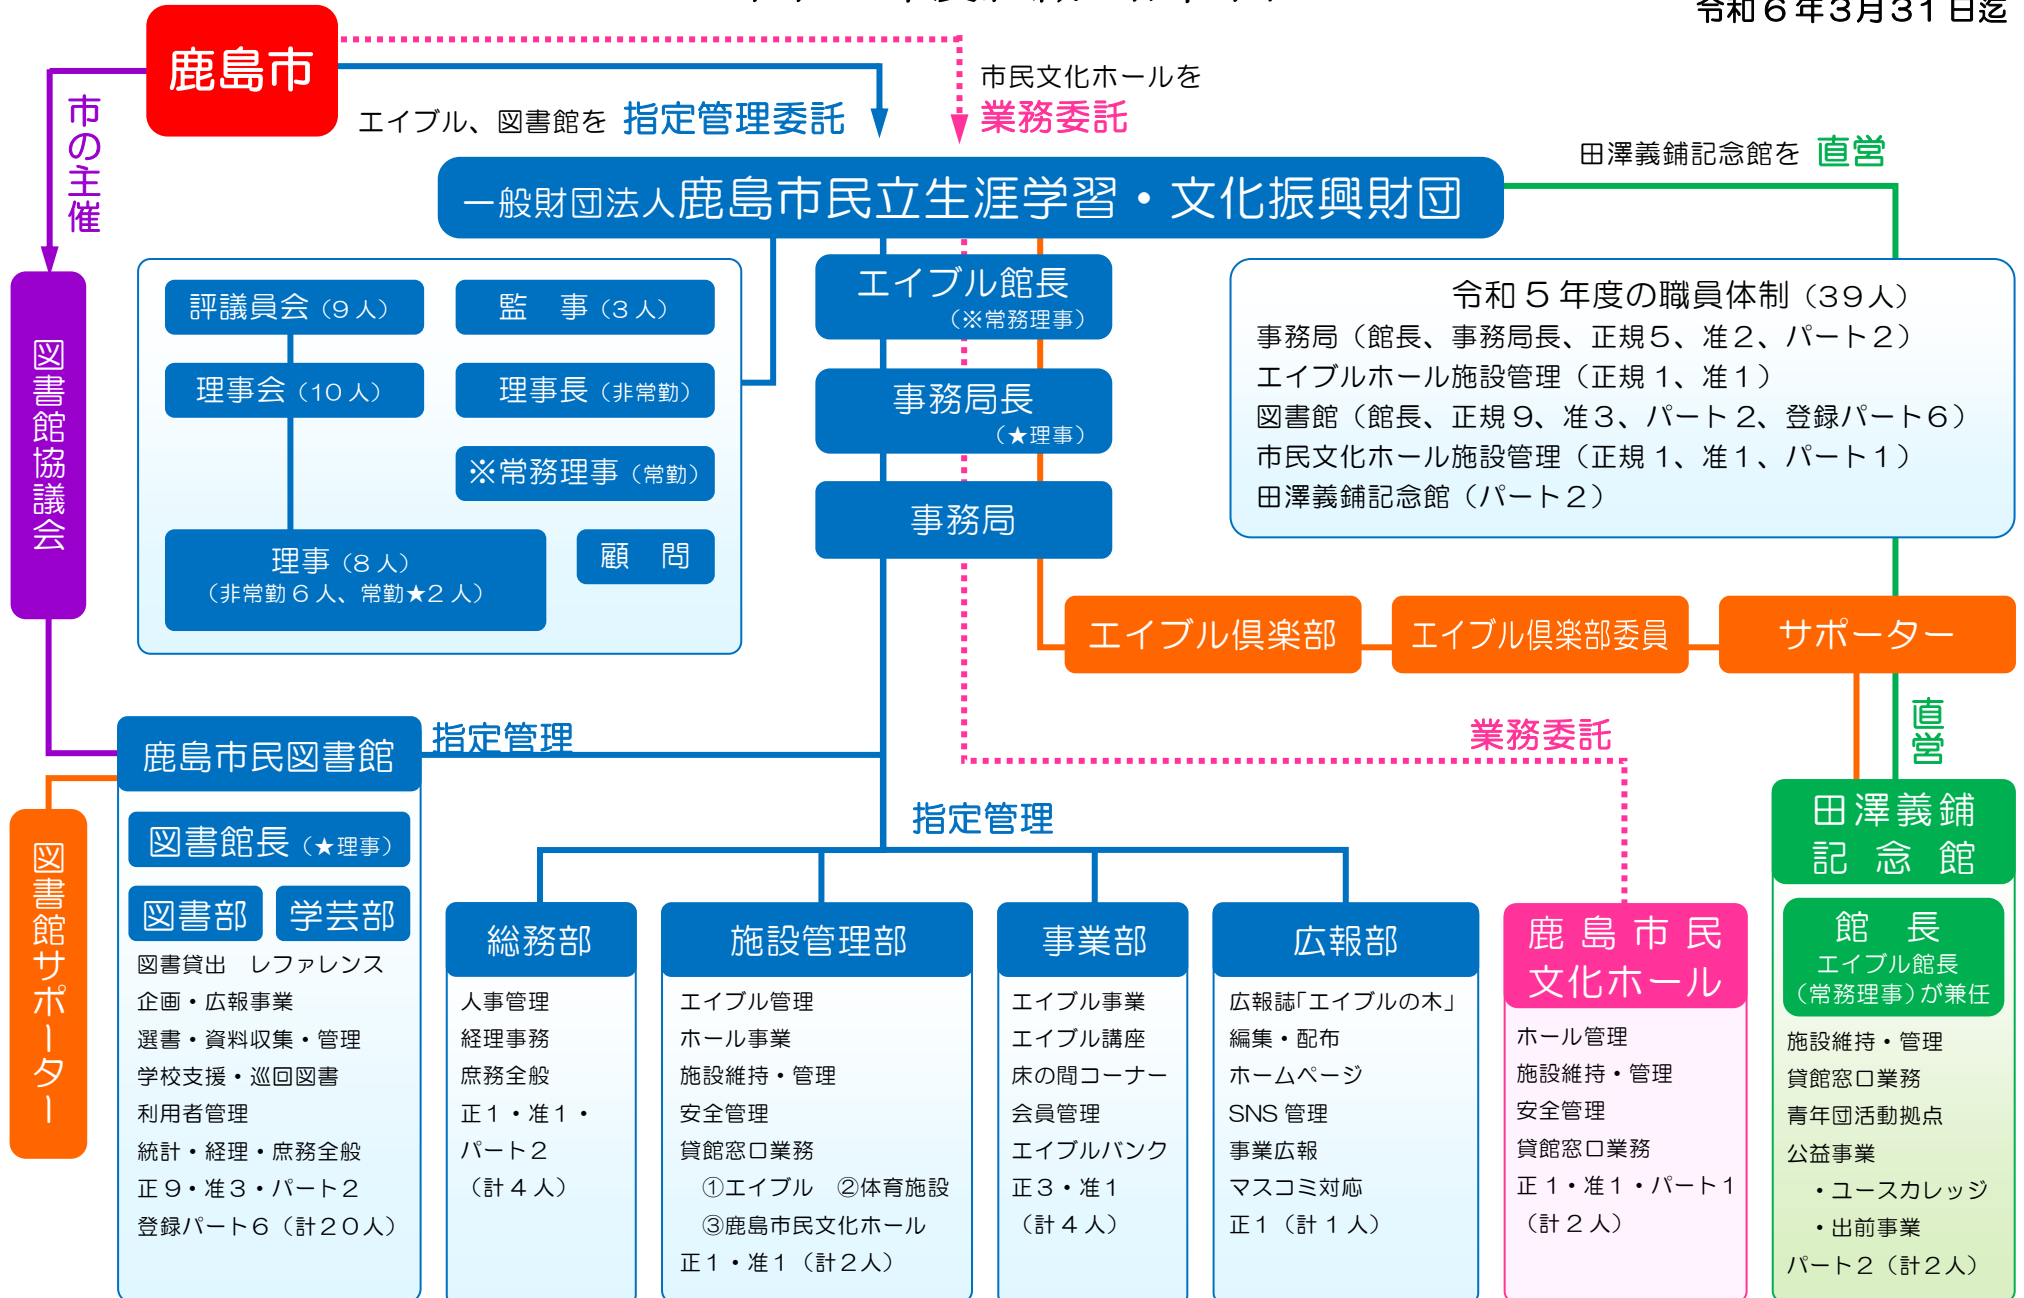 令和６年３月３１日迄
鹿島市
市の主催
エイブル、図書館を 指定管理委託
市民文化ホールを
業務委託
田澤義鋪記念館を 直営
一般財団法人鹿島市民立生涯学習・文化振興財団
図書館協議会
評議員会（９人）
監　事（３人）
理事会（１０人）
理事長（非常勤）
※常務理事（常勤）
理事（８人）
（非常勤６人、常勤★２人）
顧　問
エイブル館長
（※常務理事）
事務局長
（★理事）
事務局
令和５年度の職員体制（３９人）
事務局（館長、事務局長、正規５、准２、パート２）
エイブルホール施設管理（正規１、准１）
図書館（館長、正規９、准３、パート２、登録パート６）
市民文化ホール施設管理（正規１、准１、パート１）
田澤義鋪記念館（パート２）
エイブル倶楽部
エイブル倶楽部委員
サポーター
指定管理
指定管理
業務委託
直営
鹿島市民図書館
図書館長（★理事）
図書部
学芸部
図書貸出　レファレンス
企画・広報事業
選書・資料収集・管理
学校支援・巡回図書
利用者管理
統計・経理・庶務全般
正９・准３・パート２
登録パート６（計２０人）
図書館サポーター
総務部
人事管理
経理事務
庶務全般
正１・准１・
パート２
（計４人）
施設管理部
エイブル管理
ホール事業
施設維持・管理
安全管理
貸館窓口業務
①エイブル　②体育施設
③鹿島市民文化ホール
正１・准１（計２人）
事業部
エイブル事業
エイブル講座
床の間コーナー
会員管理
エイブルバンク
正３・准１
（計４人）
広報部
広報誌「エイブルの木」
編集・配布
ホームページ
SNS 管理
事業広報
マスコミ対応
正１（計１人）
鹿島市民
文化ホール
ホール管理
施設維持・管理
安全管理
貸館窓口業務
正１・准１・パート１
（計２人）
田澤義鋪
記念館
館　長
エイブル館長
（常務理事）が兼任
施設維持・管理
貸館窓口業務
青年団活動拠点
公益事業
・ユースカレッジ
・出前事業
パート２（計２人）